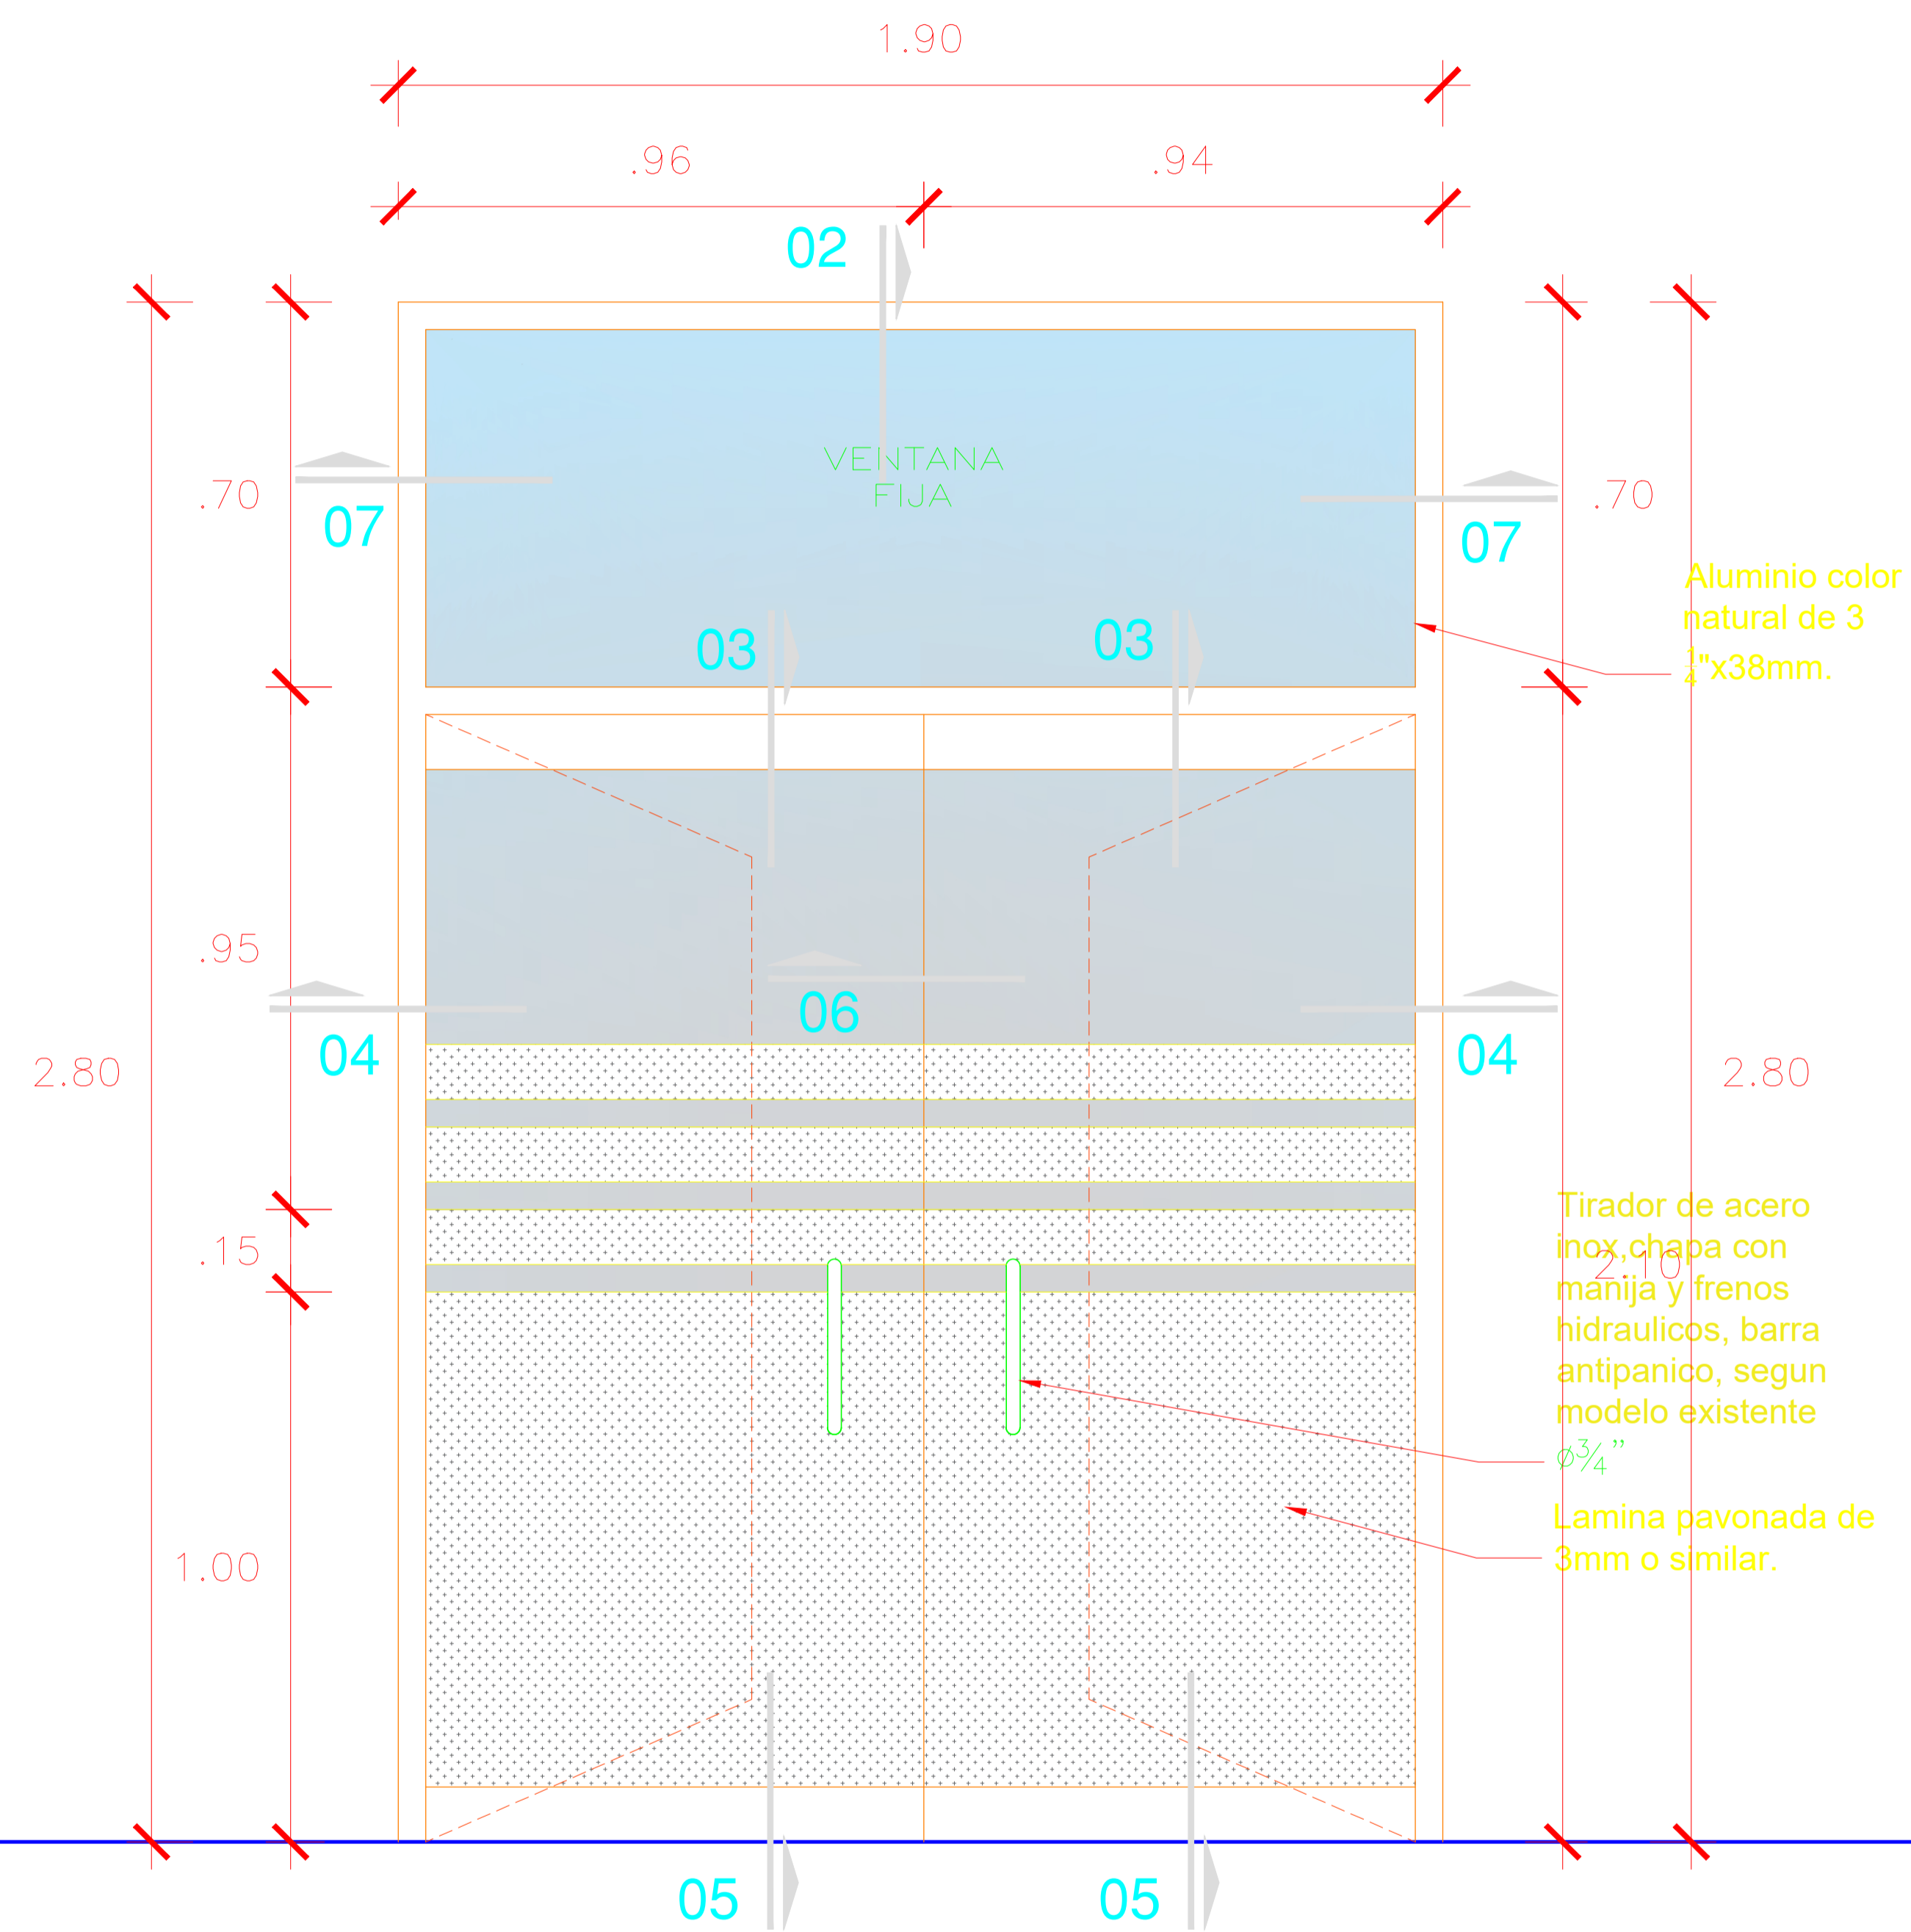 1.90
.96
.94
02
VENTANA
FIJA
.70
07
.70
07
Aluminio color
natural de 3
¼"x38mm.
03
03
.95
06
04
04
2.80
2.80
.15
Tirador de acero
inox,chapa con
2.10
manija y frenos
hidraulicos, barra
antipanico, segun
modelo existente
ø¾"
Lamina pavonada de
3mm o similar.
1.00
05
05